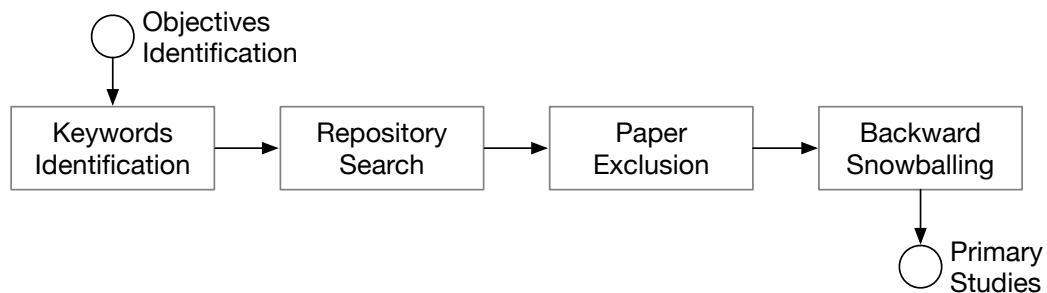 Objectives
Identification
Keywords
Identification
Repository
Search
Paper
Exclusion
Backward
Snowballing
Primary
Studies